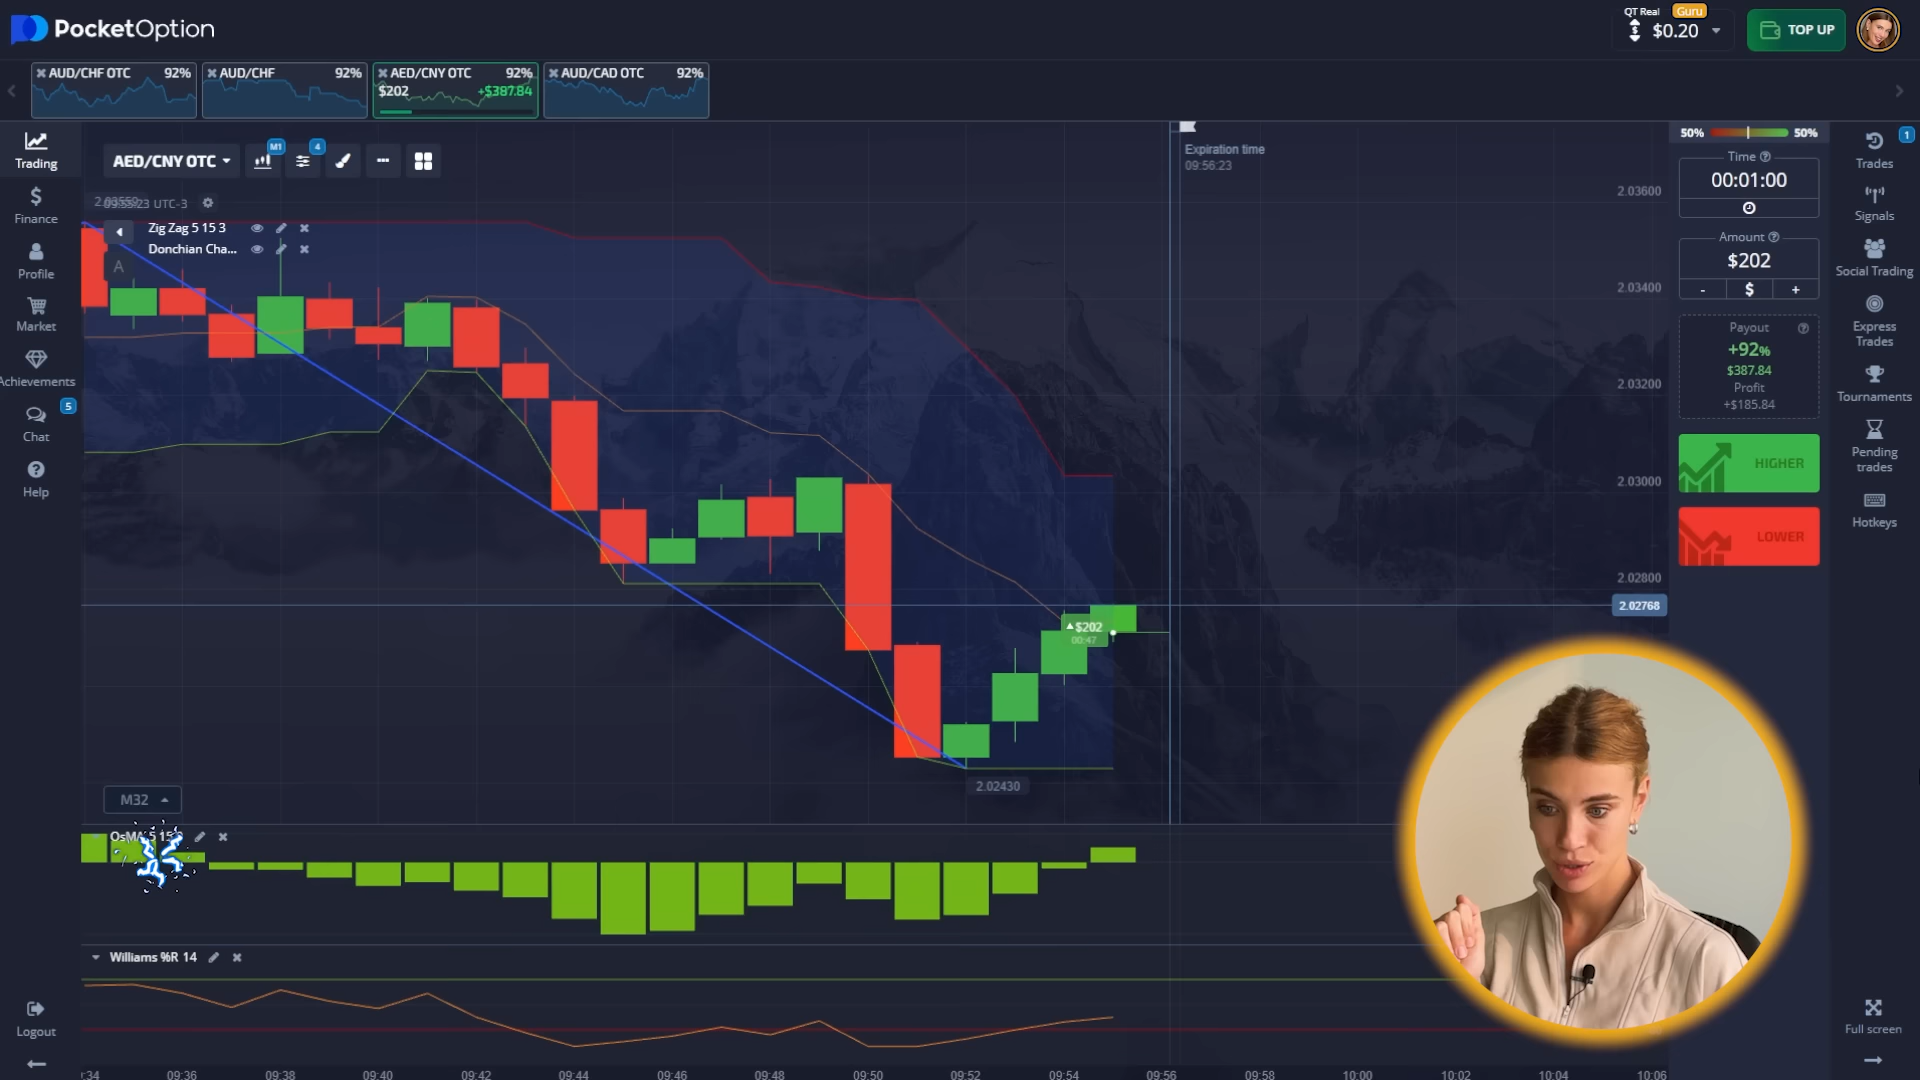 PocketOption
QT Real Guru
$0.20
TOP UP
AUD/CHF OTC 92%
AUD/CHF 92%
AED/CNY OTC 92%
$202 +$387.84
AUD/CAD OTC 92%
Trading
Finance
Profile
Market
Achievements
Chat
5
Help
Logout
AED/CNY OTC
M1
4
UTC-3
Zig Zag 5 15 3
Donchian Cha...
A
Expiration time
09:56:23
2.03600
2.03400
2.03200
2.03000
2.02800
2.02768
$202
00:47
2.02430
M32
Williams %R 14
:34 09:36 09:38 09:40 09:42 09:44 09:46 09:48 09:50 09:52 09:54 09:56 09:58 10:00 10:02 10:04 10:06
50% 50%
Time
00:01:00
Amount
$202
- $ +
Payout
+92%
$387.84
Profit
+$185.84
HIGHER
LOWER
1
Trades
Signals
Social Trading
Express
Trades
Tournaments
Pending
trades
Hotkeys
Full screen